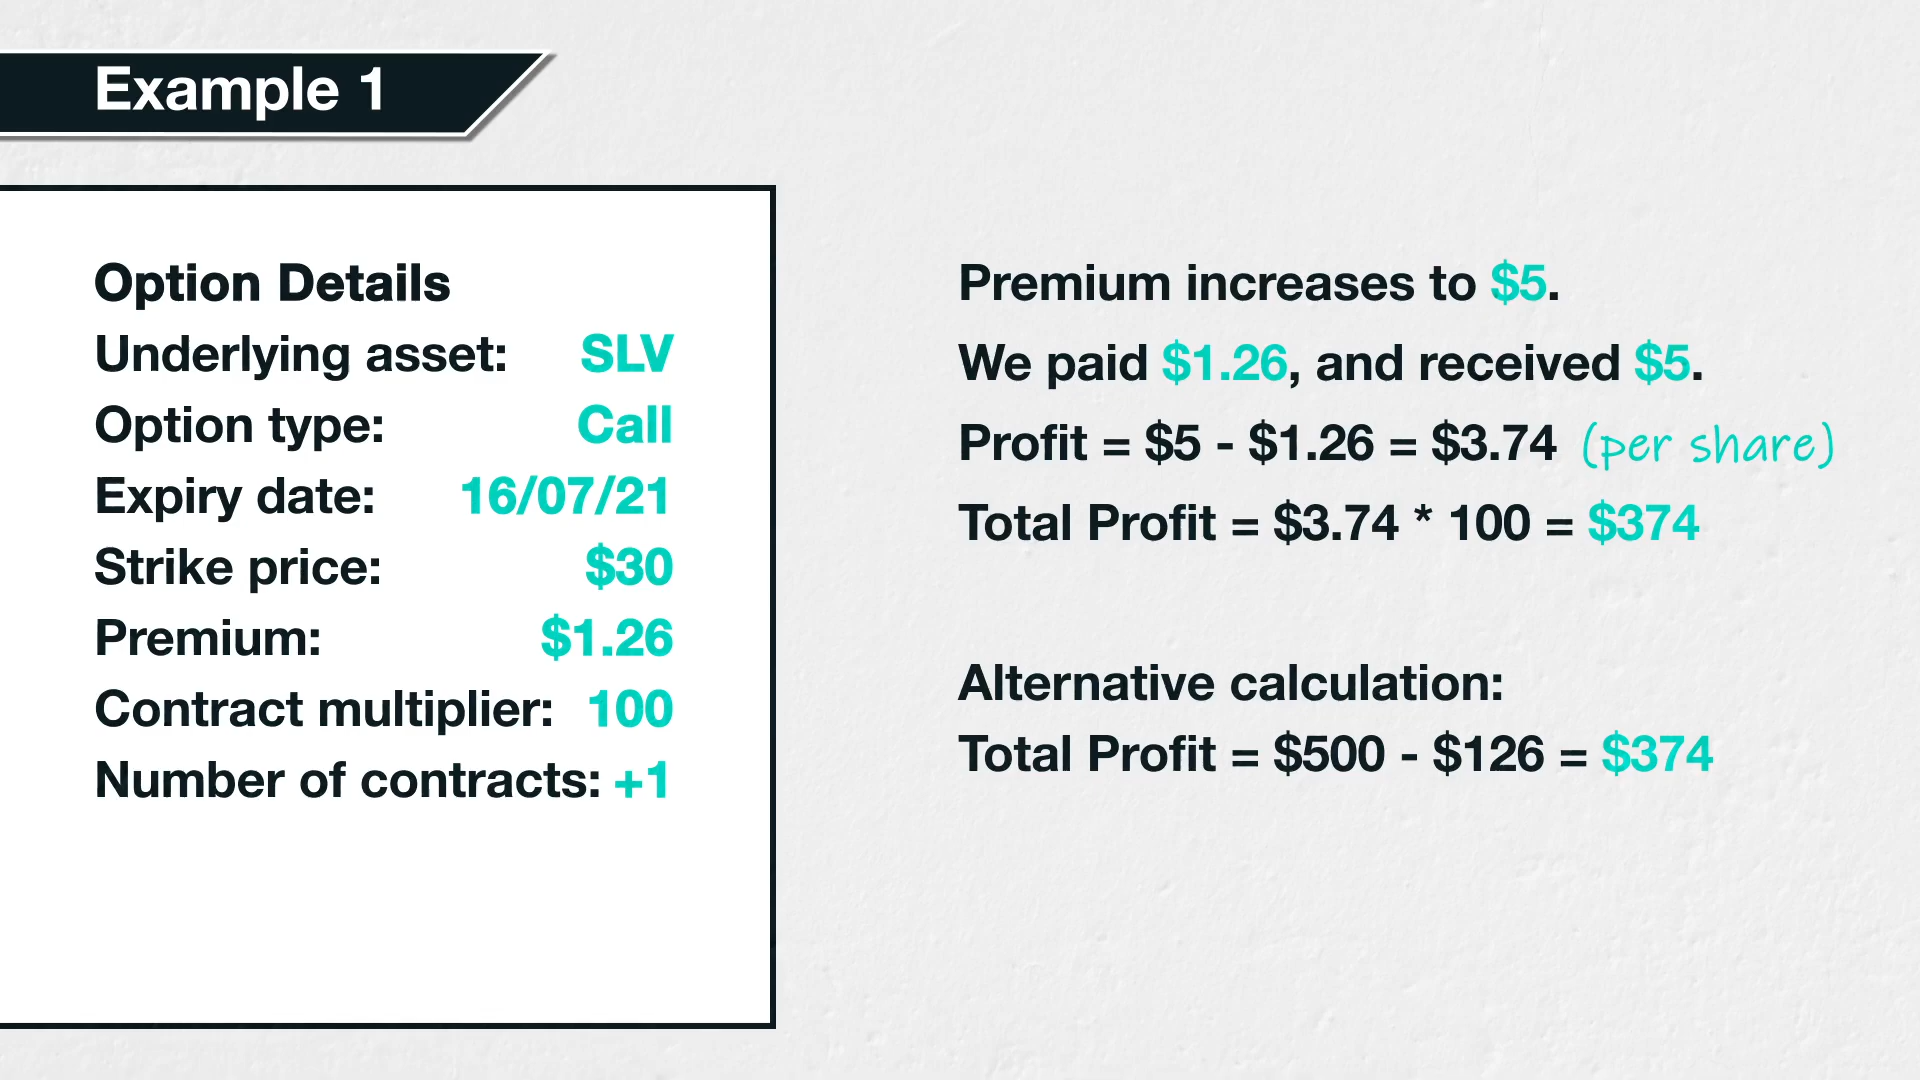 Example 1
Option Details
Underlying asset: SLV
Option type: Call
Expiry date: 16/07/21
Strike price: $30
Premium: $1.26
Contract multiplier: 100
Number of contracts: +1
Premium increases to $5.
We paid $1.26, and received $5.
Profit = $5 - $1.26 = $3.74 (per share)
Total Profit = $3.74 * 100 = $374
Alternative calculation:
Total Profit = $500 - $126 = $374